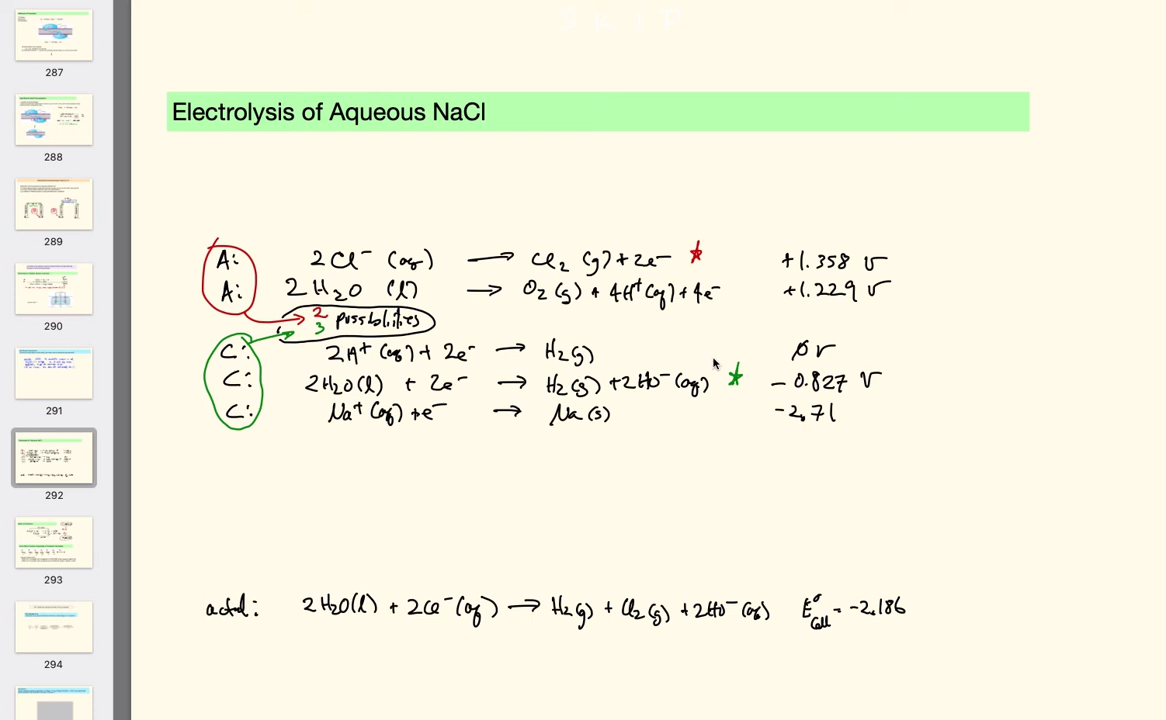 Electrolysis of Aqueous NaCl
A: 2Cl⁻ (aq) → Cl₂ (g) + 2e⁻ ★ +1.358 V
A: 2H₂O (l) → O₂(g) + 4H⁺(aq) + 4e⁻ +1.229 V
2
3 possibilities
C: 2H⁺ (aq) + 2e⁻ → H₂(g) 0 V
C: 2H₂O(l) + 2e⁻ → H₂(g) + 2HO⁻(aq) ★ -0.827 V
C: Na⁺(aq) + e⁻ → Na(s) -2.71
2H₂O(l) + 2Cl⁻(aq) → H₂(g) + Cl₂(g) + 2HO⁻(aq) E°cell = -2.186
287
288
289
290
291
292
293
294